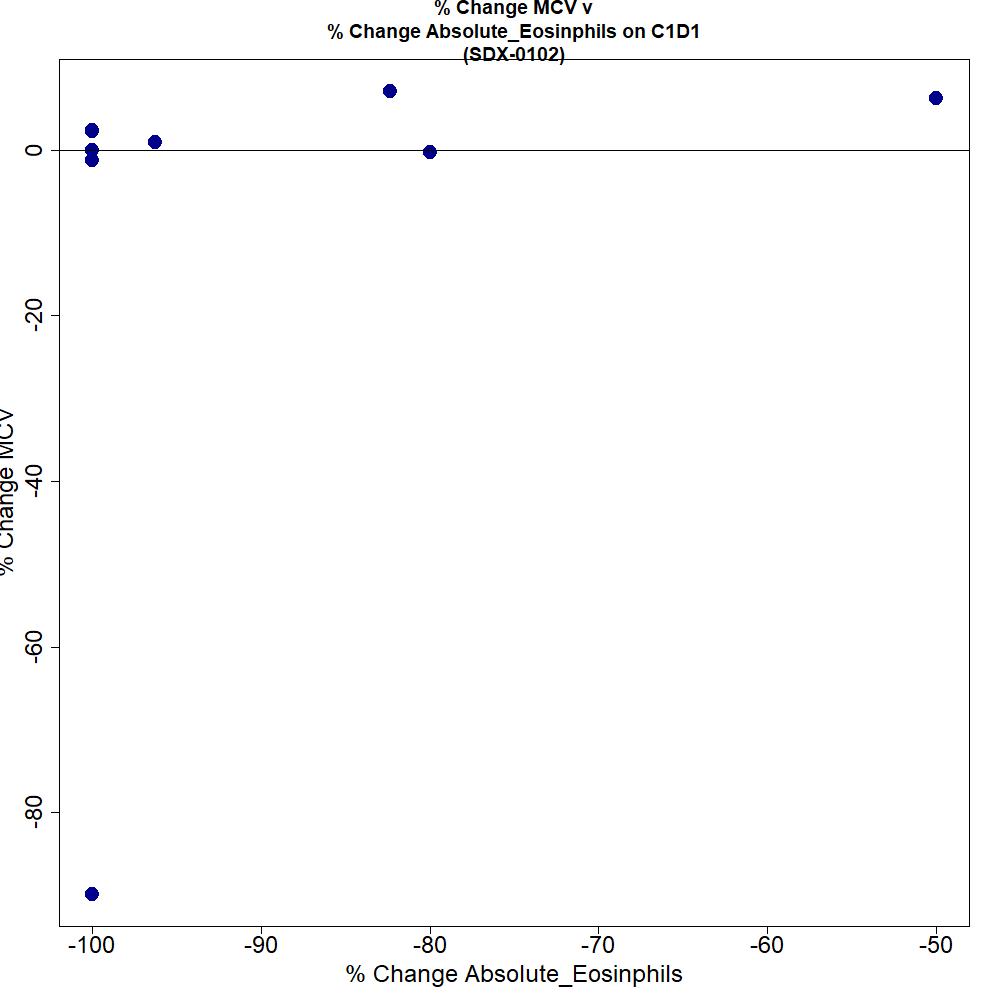 % Change MCV v
% Change Absolute_Eosinphils on C1D1
(SDX-0102)
0
-20
-40
-60
-80
% Change MCV
-100
-90
-80
-70
-60
-50
% Change Absolute_Eosinphils